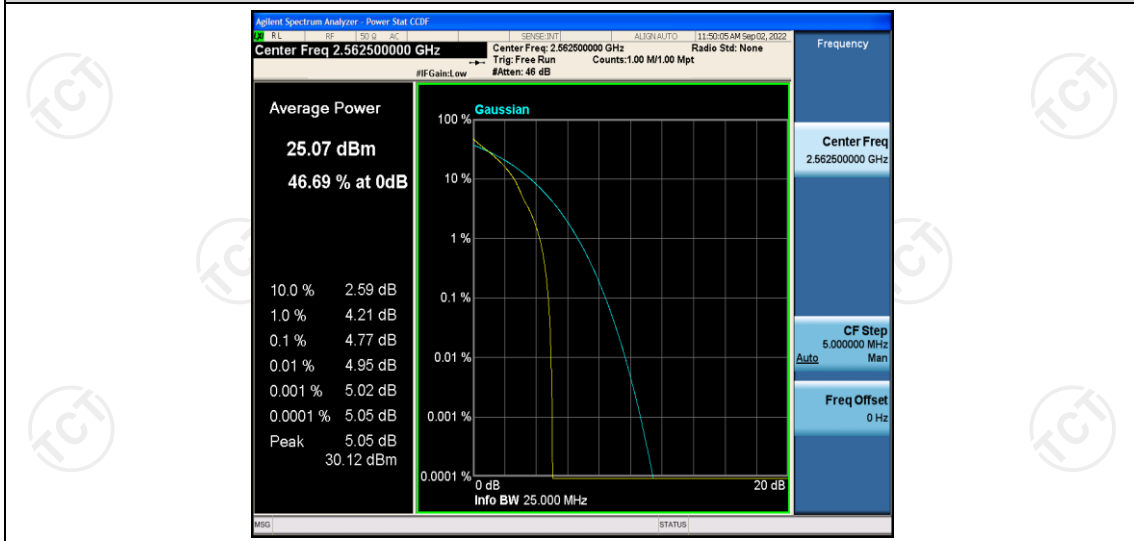 Agilent Spectrum Analyzer - Power Stat CCDF
RL RF 50 Ω AC SENSE:INT ALIGN AUTO 11:50:05 AM Sep 02, 2022
Center Freq 2.562500000 GHz
Center Freq: 2.562500000 GHz Radio Std: None
Trig: Free Run Counts:1.00 M/1.00 Mpt
#IFGain:Low #Atten: 46 dB
Frequency
Average Power
25.07 dBm
46.69 % at 0dB
10.0 % 2.59 dB
1.0 % 4.21 dB
0.1 % 4.77 dB
0.01 % 4.95 dB
0.001 % 5.02 dB
0.0001 % 5.05 dB
Peak 5.05 dB
30.12 dBm
Gaussian
100 %
10 %
1 %
0.1 %
0.01 %
0.001 %
0.0001 %
0 dB 20 dB
Info BW 25.000 MHz
Center Freq
2.562500000 GHz
CF Step
5.000000 MHz
Auto Man
Freq Offset
0 Hz
MSG STATUS
TCT
TCT
TCT
TCT
TCT
TCT